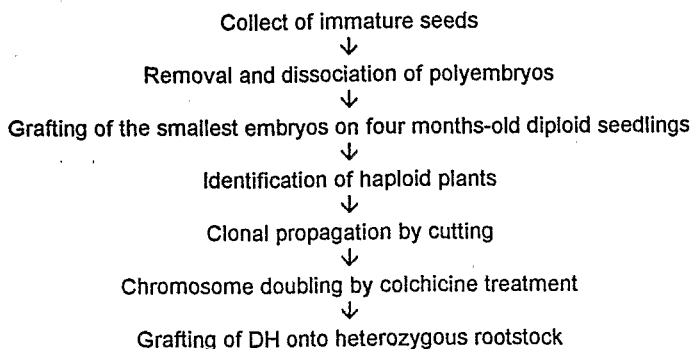 Collect of immature seeds
↓
Removal and dissociation of polyembryos
↓
Grafting of the smallest embryos on four months-old diploid seedlings
↓
Identification of haploid plants
↓
Clonal propagation by cutting
↓
Chromosome doubling by colchicine treatment
↓
Grafting of DH onto heterozygous rootstock